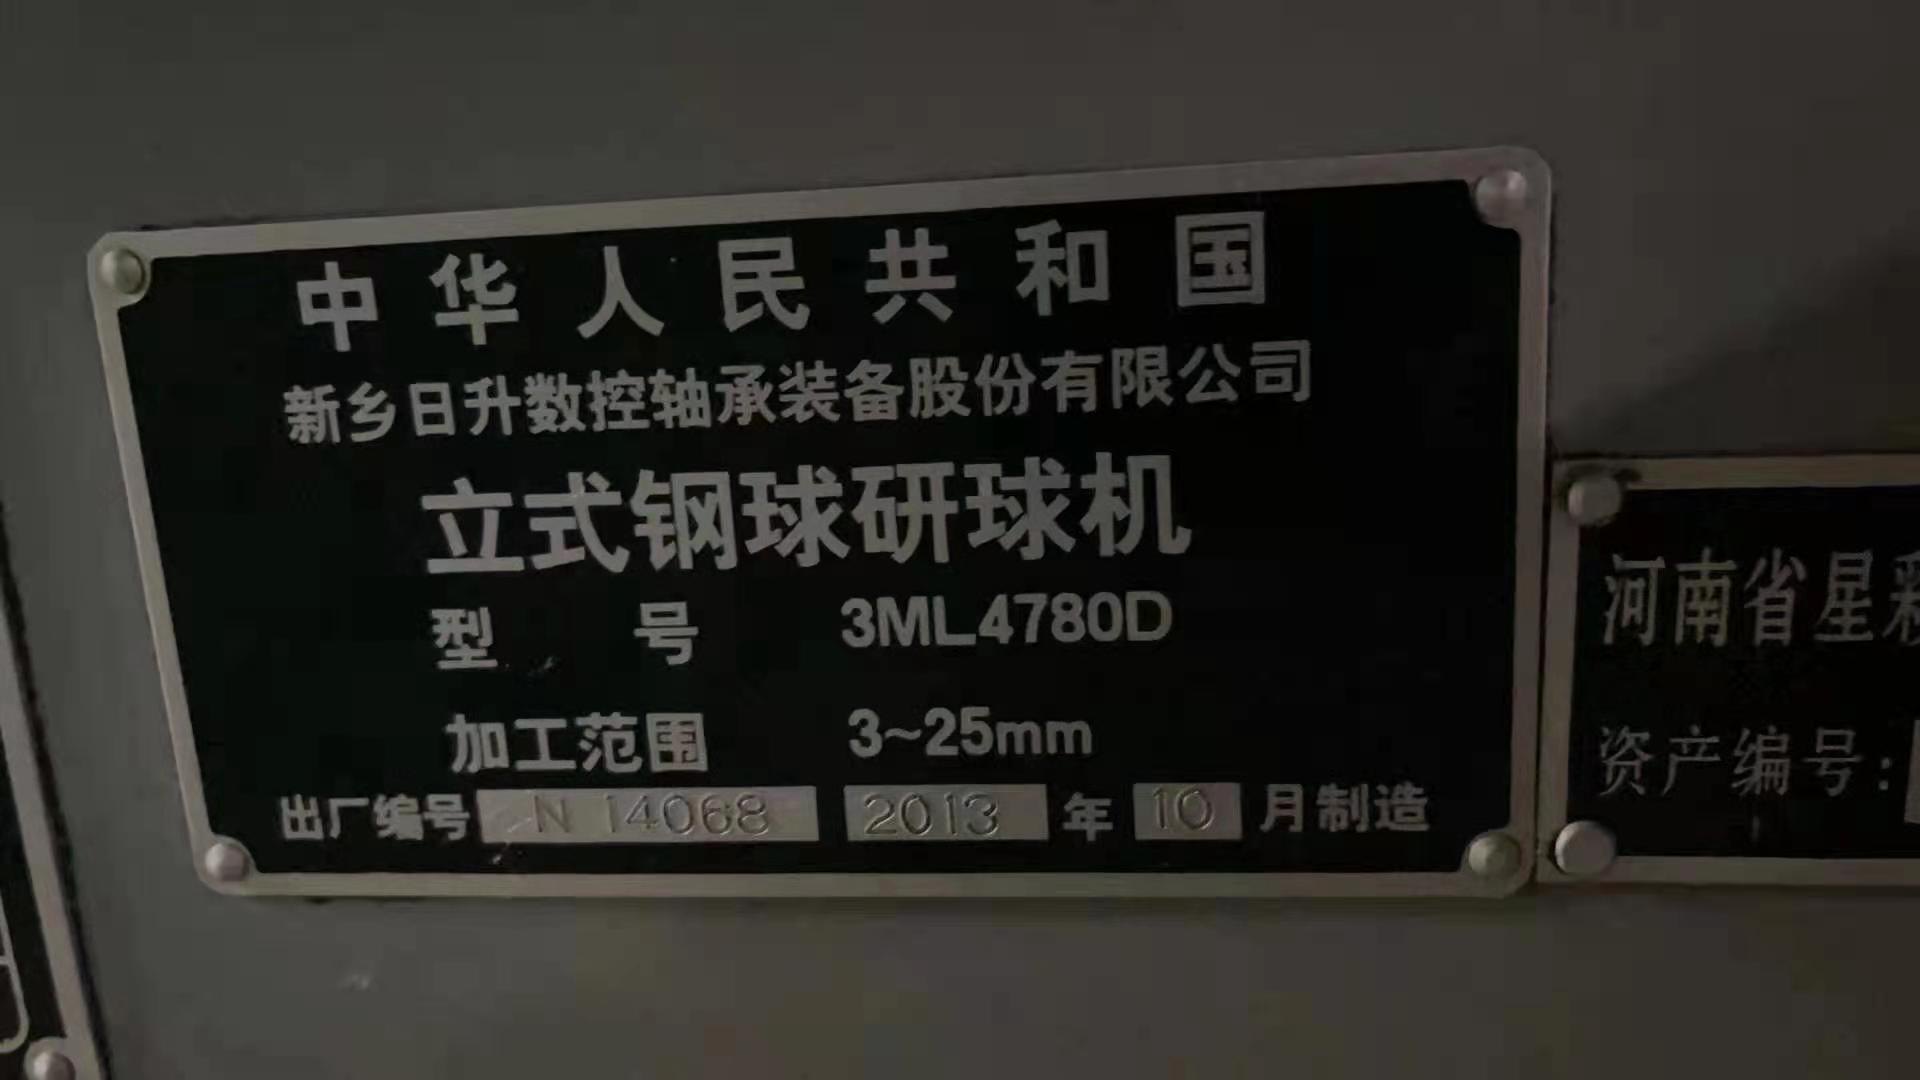 中华人民共和国
新乡日升数控轴承装备股份有限公司
立式钢球研球机
型 号 3ML4780D
加工范围 3~25mm
出厂编号 N 14068 2013 年 10 月制造
河南省星
资产编号: